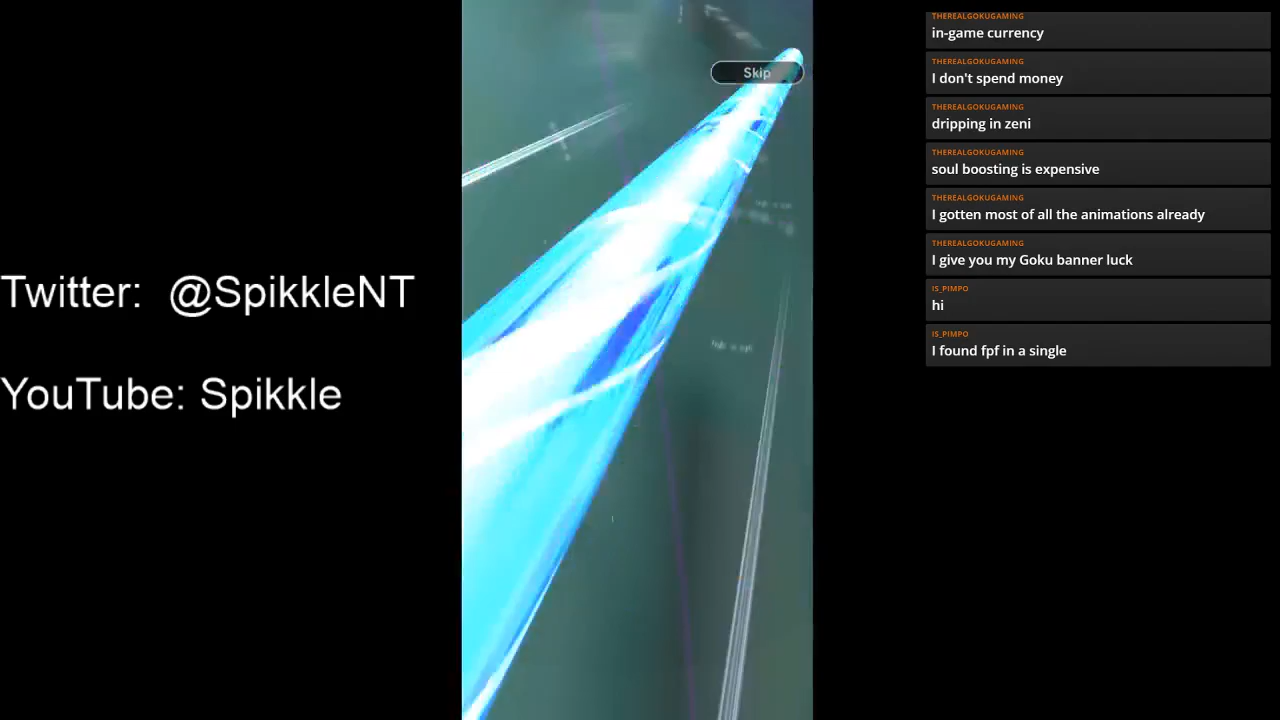 Twitter: @SpikkleNT
YouTube: Spikkle
Skip
THEREALGOKUGAMING
in-game currency
THEREALGOKUGAMING
I don't spend money
THEREALGOKUGAMING
dripping in zeni
THEREALGOKUGAMING
soul boosting is expensive
THEREALGOKUGAMING
I gotten most of all the animations already
THEREALGOKUGAMING
I give you my Goku banner luck
IS_PIMPO
hi
IS_PIMPO
I found fpf in a single